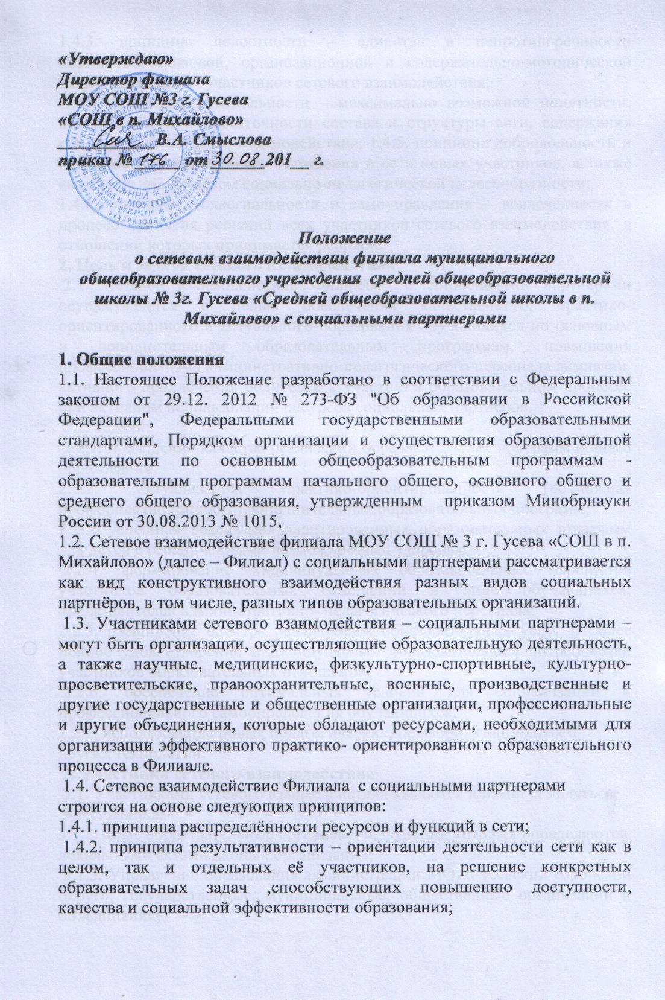 «Утверждаю»
Директор филиала
МОУ СОШ №3 г. Гусева
«СОШ в п. Михайлово»
В.А. Смыслова
приказ № 176 от 30.08 201__ г.
Положение
о сетевом взаимодействии филиала муниципального
общеобразовательного учреждения средней общеобразовательной
школы № 3г. Гусева «Средней общеобразовательной школы в п.
Михайлово» с социальными партнерами
1. Общие положения
1.1. Настоящее Положение разработано в соответствии с Федеральным
законом от 29.12. 2012 № 273-ФЗ "Об образовании в Российской
Федерации", Федеральными государственными образовательными
стандартами, Порядком организации и осуществления образовательной
деятельности по основным общеобразовательным программам -
образовательным программам начального общего, основного общего и
среднего общего образования, утвержденным приказом Минобрнауки
России от 30.08.2013 № 1015,
1.2. Сетевое взаимодействие филиала МОУ СОШ № 3 г. Гусева «СОШ в п.
Михайлово» (далее – Филиал) с социальными партнерами рассматривается
как вид конструктивного взаимодействия разных видов социальных
партнёров, в том числе, разных типов образовательных организаций.
1.3. Участниками сетевого взаимодействия – социальными партнерами –
могут быть организации, осуществляющие образовательную деятельность,
а также научные, медицинские, физкультурно-спортивные, культурно-
просветительские, правоохранительные, военные, производственные и
другие государственные и общественные организации, профессиональные
и другие объединения, которые обладают ресурсами, необходимыми для
организации эффективного практико- ориентированного образовательного
процесса в Филиале.
1.4. Сетевое взаимодействие Филиала с социальными партнерами
строится на основе следующих принципов:
1.4.1. принципа распределённости ресурсов и функций в сети;
1.4.2. принципа результативности – ориентации деятельности сети как в
целом, так и отдельных её участников, на решение конкретных
образовательных задач ,способствующих повышению доступности,
качества и социальной эффективности образования;